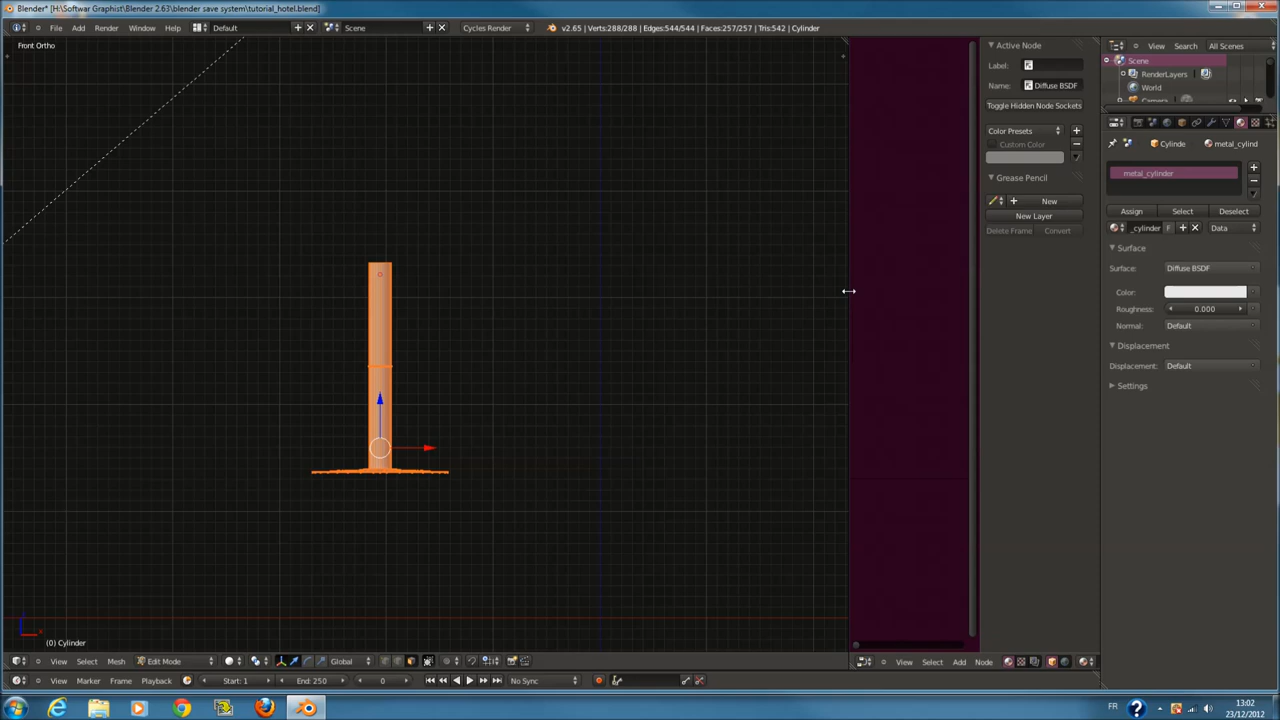 Blender* [H:\Softwar Graphist\Blender 2.63\blender save system\tutorial_hotel.blend]
File Add Render Window Help Default Scene Cycles Render v2.65 | Verts:288/288 | Edges:544/544 | Faces:257/257 | Tris:542 | Cylinder
Front Ortho
(0) Cylinder
View Select Mesh Edit Mode Global
View Marker Frame Playback Start: 1 End: 250 0 No Sync
Active Node
Label:
Name: Diffuse BSDF
Toggle Hidden Node Sockets
Color Presets
Custom Color
Grease Pencil
New
New Layer
Delete Frame Convert
View Select Add Node
View Search All Scenes
Scene
RenderLayers
World
Camera
Cylinde metal_cylind
metal_cylinder
Assign Select Deselect
_cylinder F Data
Surface
Surface: Diffuse BSDF
Color:
Roughness: 0.000
Normal: Default
Displacement
Displacement: Default
Settings
FR 13:02
23/12/2012